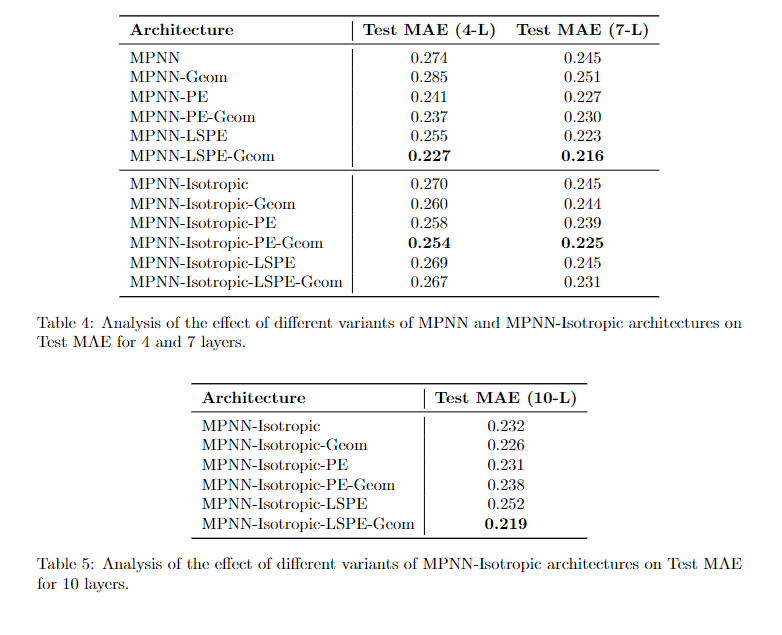 Architecture Test MAE (4-L) Test MAE (7-L)
MPNN 0.274 0.245
MPNN-Geom 0.285 0.251
MPNN-PE 0.241 0.227
MPNN-PE-Geom 0.237 0.230
MPNN-LSPE 0.255 0.223
MPNN-LSPE-Geom 0.227 0.216
MPNN-Isotropic 0.270 0.245
MPNN-Isotropic-Geom 0.260 0.244
MPNN-Isotropic-PE 0.258 0.239
MPNN-Isotropic-PE-Geom 0.254 0.225
MPNN-Isotropic-LSPE 0.269 0.245
MPNN-Isotropic-LSPE-Geom 0.267 0.231
Table 4: Analysis of the effect of different variants of MPNN and MPNN-Isotropic architectures on
Test MAE for 4 and 7 layers.
Architecture Test MAE (10-L)
MPNN-Isotropic 0.232
MPNN-Isotropic-Geom 0.226
MPNN-Isotropic-PE 0.231
MPNN-Isotropic-PE-Geom 0.238
MPNN-Isotropic-LSPE 0.252
MPNN-Isotropic-LSPE-Geom 0.219
Table 5: Analysis of the effect of different variants of MPNN-Isotropic architectures on Test MAE
for 10 layers.